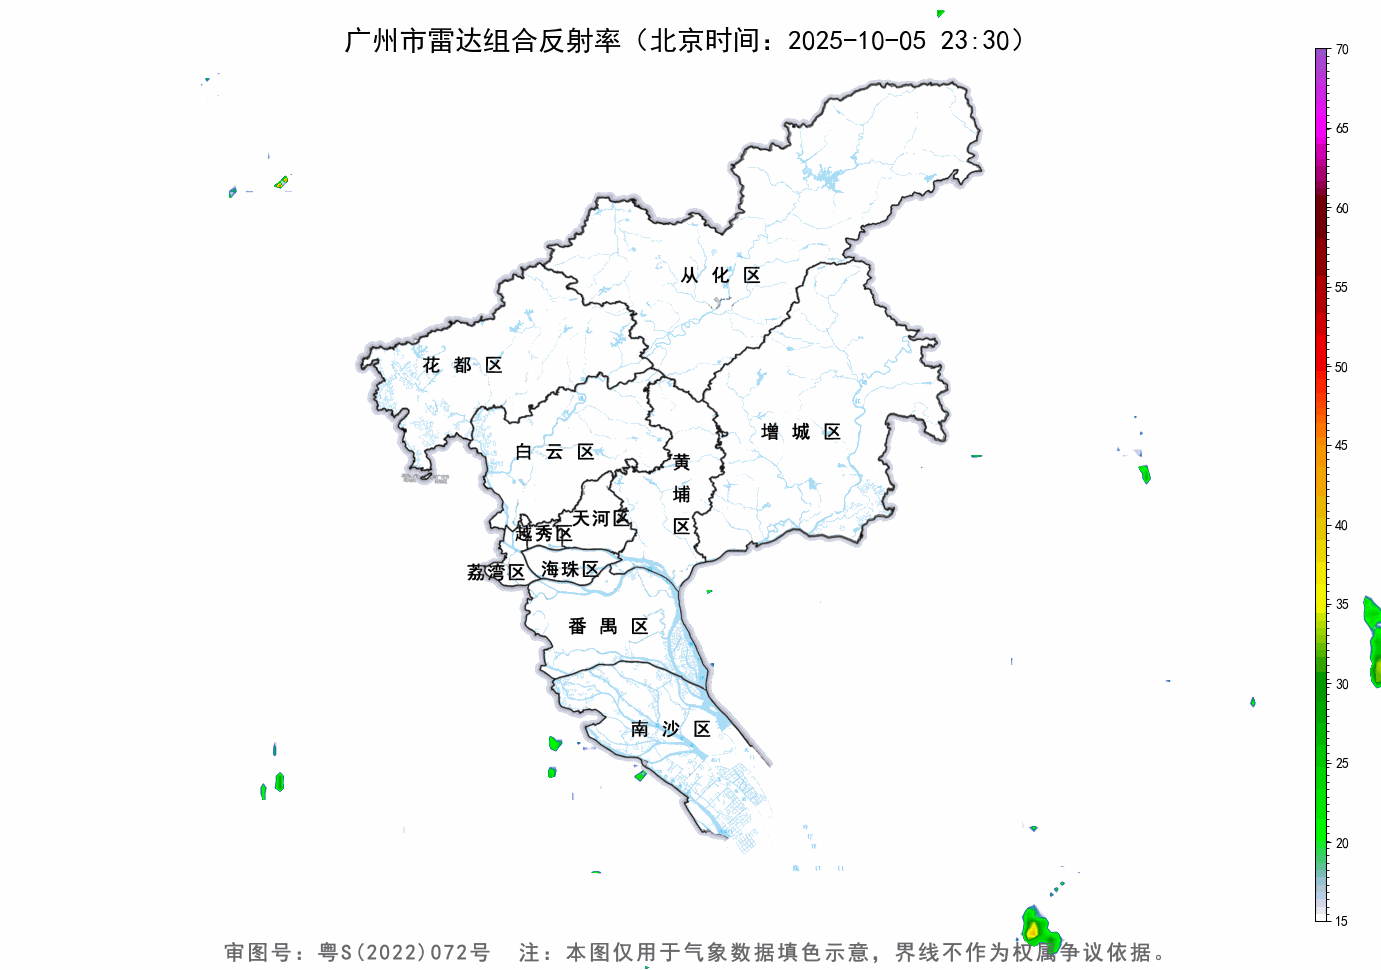 广州市雷达组合反射率（北京时间：2025-10-05 23:30）
70
65
60
55
50
45
40
35
30
25
20
15
从化区
花都区
增城区
白云区
黄埔区
天河区
越秀区
海珠区
荔湾区
番禺区
南沙区
审图号：粤S(2022)072号 注：本图仅用于气象数据填色示意，界线不作为权属争议依据。